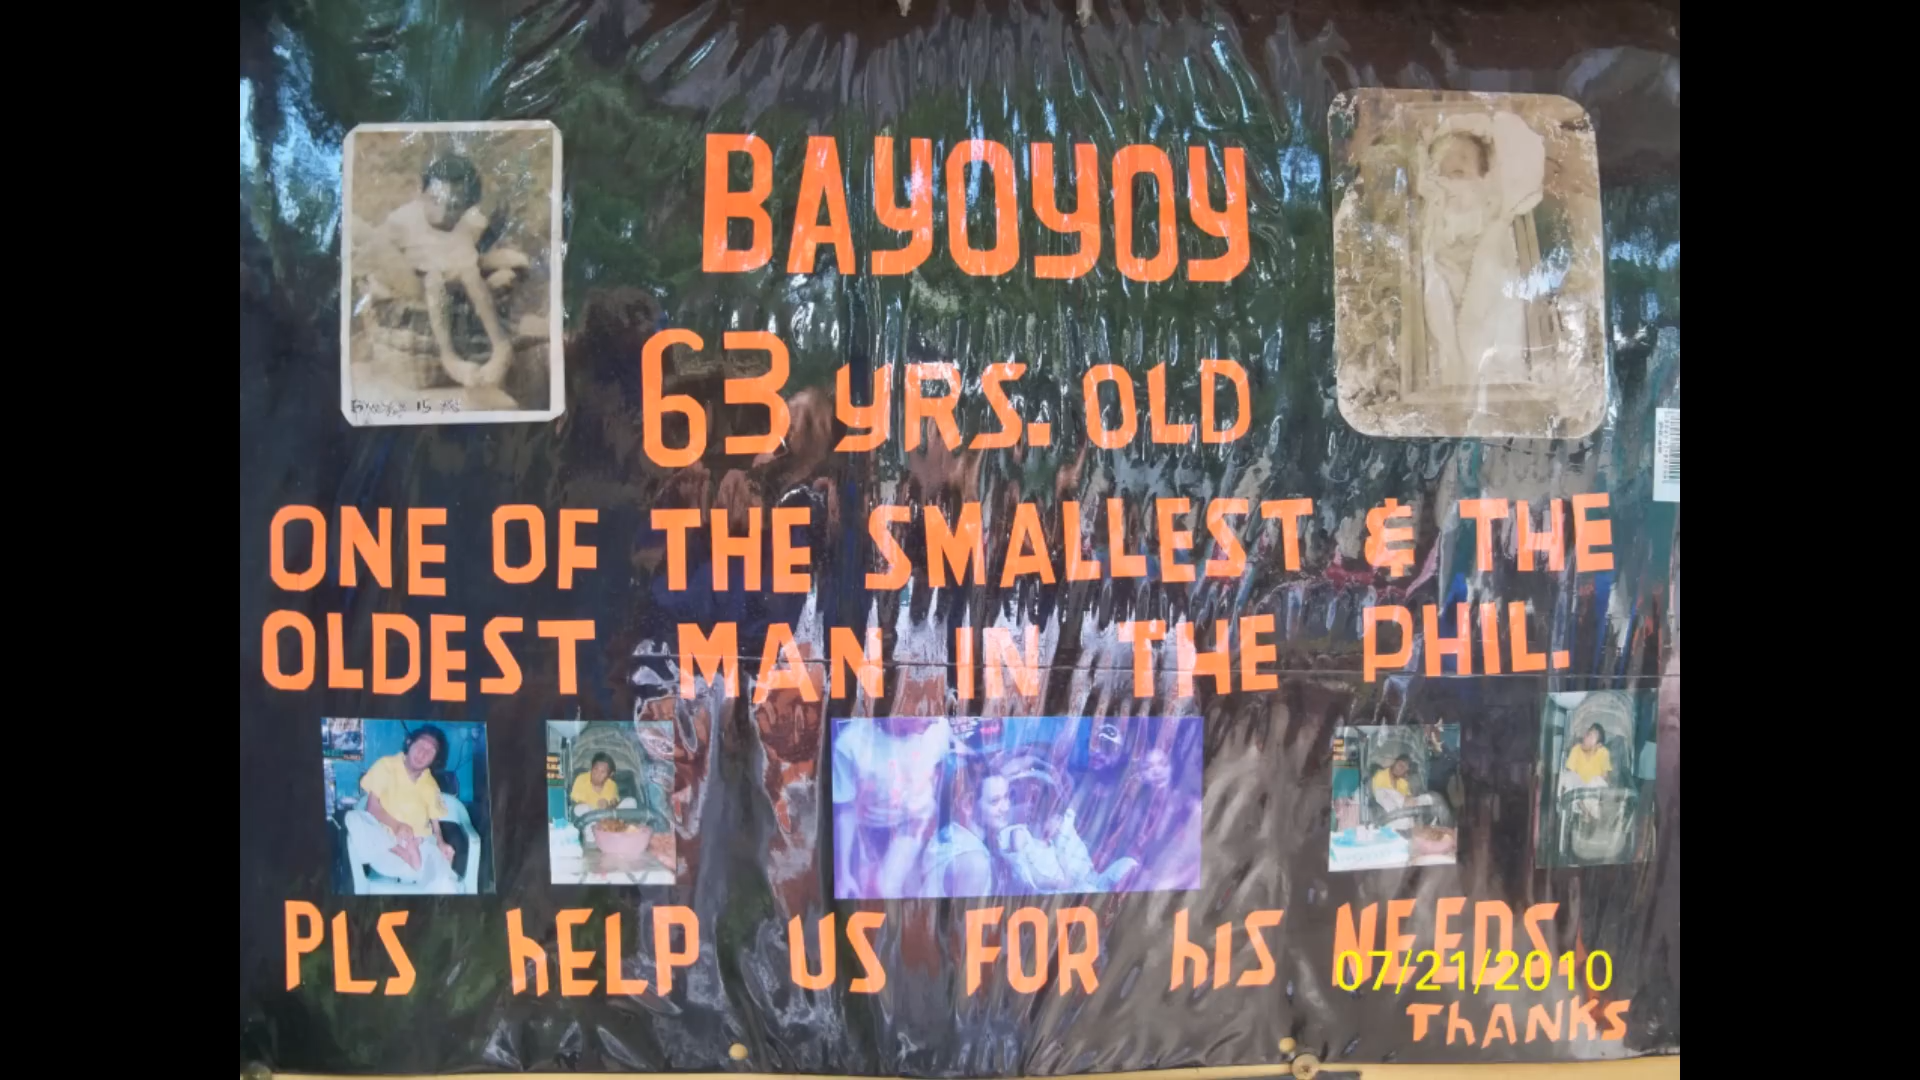 BAYOYOY
63 YRS. OLD
ONE OF THE SMALLEST & THE
OLDEST MAN IN THE PHIL.
PLS hELP US FOR hIS NEEDS.
07/21/2010
ThANKS